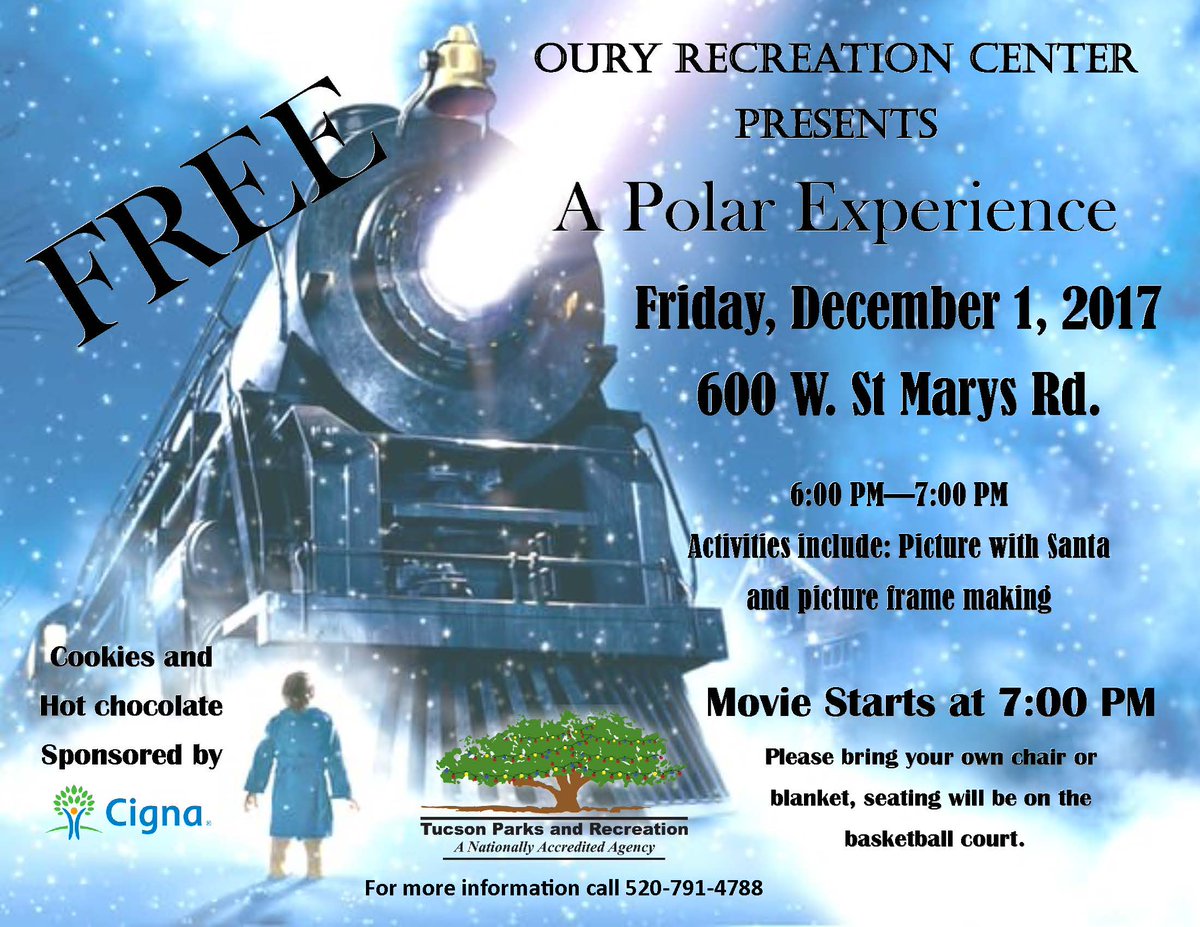 FREE
OURY RECREATION CENTER
PRESENTS
A Polar Experience
Friday, December 1, 2017
600 W. St Marys Rd.
6:00 PM—7:00 PM
Activities include: Picture with Santa
and picture frame making
Cookies and
Hot chocolate
Sponsored by
Cigna®
Movie Starts at 7:00 PM
Please bring your own chair or
blanket, seating will be on the
basketball court.
Tucson Parks and Recreation
A Nationally Accredited Agency
For more information call 520-791-4788